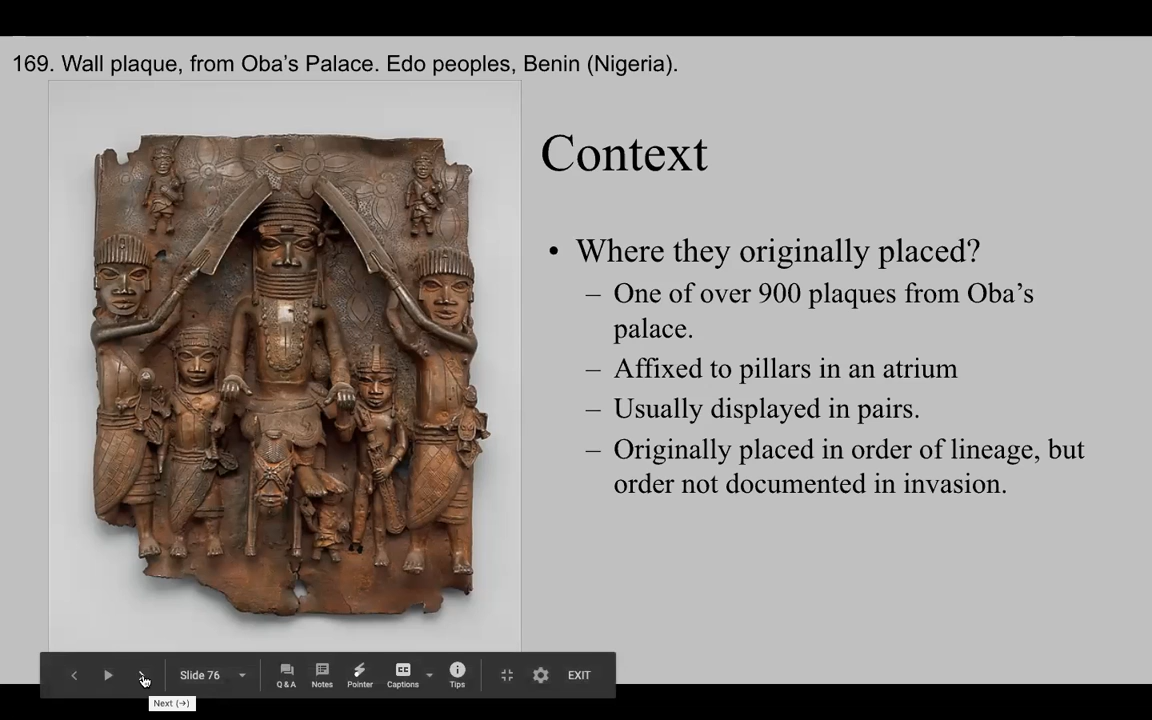 169. Wall plaque, from Oba’s Palace. Edo peoples, Benin (Nigeria).
Context
• Where they originally placed?
– One of over 900 plaques from Oba’s
palace.
– Affixed to pillars in an atrium
– Usually displayed in pairs.
– Originally placed in order of lineage, but
order not documented in invasion.
Slide 76
Q & A
Notes
Pointer
CC
Captions
Tips
EXIT
Next (→)